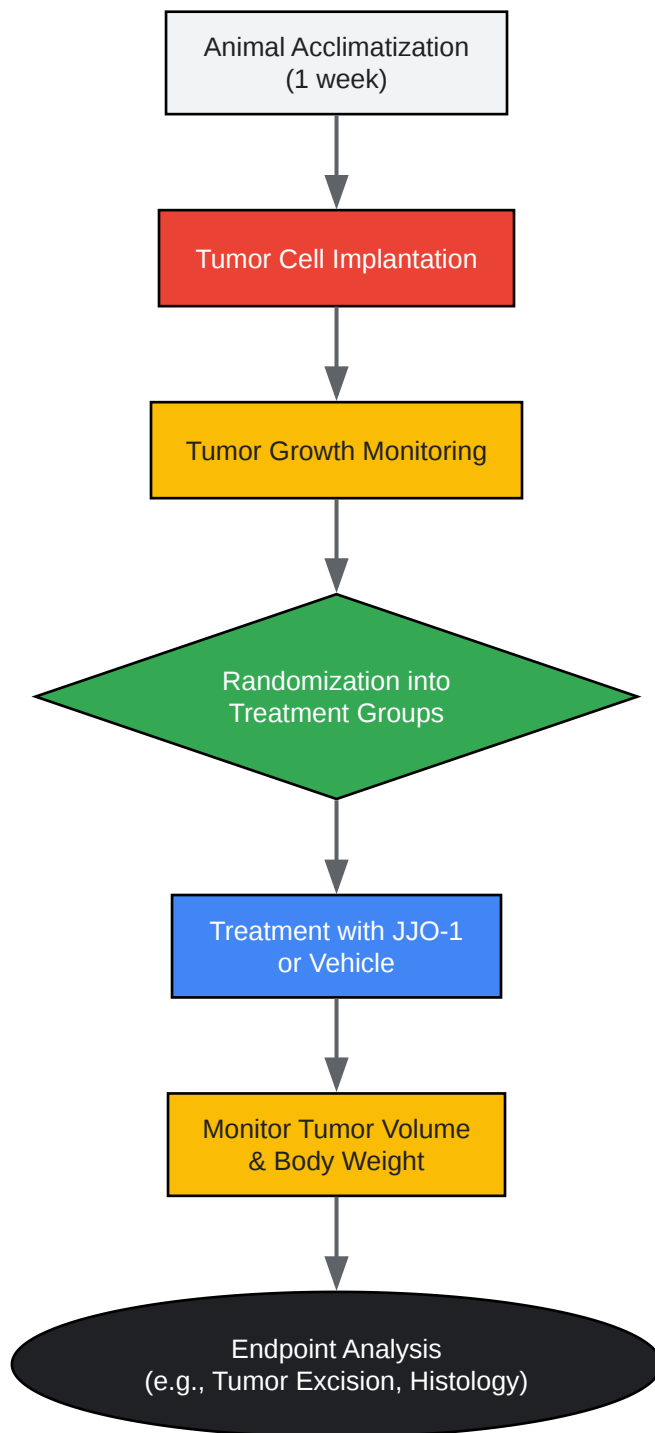 Animal Acclimatization
(1 week)
Tumor Cell Implantation
Tumor Growth Monitoring
Randomization into
Treatment Groups
Treatment with JJO-1
or Vehicle
Monitor Tumor Volume
& Body Weight
Endpoint Analysis
(e.g., Tumor Excision, Histology)